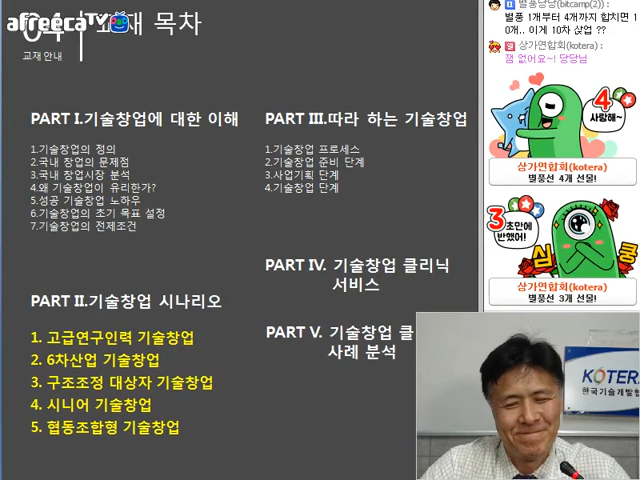 afreecaTV
04 교재 목차
교재 안내
PART I.기술창업에 대한 이해
1.기술창업의 정의
2.국내 창업의 문제점
3.국내 창업시장 분석
4.왜 기술창업이 유리한가?
5.성공 기술창업 노하우
6.기술창업의 초기 목표 설정
7.기술창업의 전제조건
PART II.기술창업 시나리오
1. 고급연구인력 기술창업
2. 6차산업 기술창업
3. 구조조정 대상자 기술창업
4. 시니어 기술창업
5. 협동조합형 기술창업
PART III.따라 하는 기술창업
1.기술창업 프로세스
2.기술창업 준비 단계
3.사업기획 단계
4.기술창업 단계
PART IV. 기술창업 클리닉
서비스
PART V. 기술창업 클
사례 분석
별풍당당(bitcamp(2)) :
별풍 1개부터 4개까지 합치면 1
0개.. 이게 10차 산업 ??
상가연합회(kotera) :
잼 없어요~! 당당님
4
사랑해~
상가연합회(kotera)
별풍선 4개 선물!
3
초만에
반했어!
심
쿵
상가연합회(kotera)
별풍선 3개 선물!
KOTERA
한국기술개발협